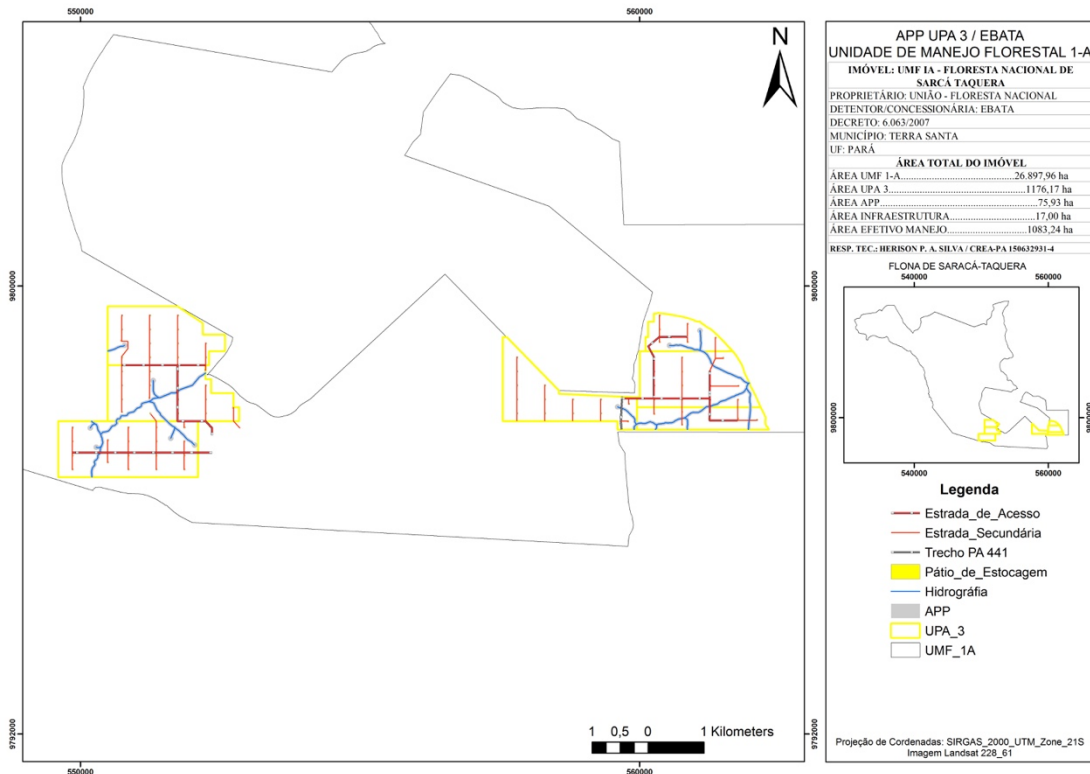 550000
560000
9800000
9800000
9792000
9792000
550000
560000
N
1 0,5 0 1 Kilometers
APP UPA 3 / EBATA
UNIDADE DE MANEJO FLORESTAL 1-A
IMÓVEL: UMF IA - FLORESTA NACIONAL DE
SARCÁ TAQUERA
PROPRIETÁRIO: UNIÃO - FLORESTA NACIONAL
DETENTOR/CONCESSIONÁRIA: EBATA
DECRETO: 6.063/2007
MUNICÍPIO: TERRA SANTA
UF: PARÁ
ÁREA TOTAL DO IMÓVEL
ÁREA UMF 1-A..........................................26.897,96 ha
ÁREA UPA 3..................................................1176,17 ha
ÁREA APP.........................................................75,93 ha
ÁREA INFRAESTRUTURA..............................17,00 ha
ÁREA EFETIVO MANEJO............................1083,24 ha
RESP. TEC.: HERISON P. A. SILVA / CREA-PA 150632931-4
FLONA DE SARACÁ-TAQUERA
540000
560000
9800000
9800000
540000
560000
Legenda
Estrada_de_Acesso
Estrada_Secundária
Trecho PA 441
Pátio_de_Estocagem
Hidrográfia
APP
UPA_3
UMF_1A
Projeção de Cordenadas: SIRGAS_2000_UTM_Zone_21S
Imagem Landsat 228_61